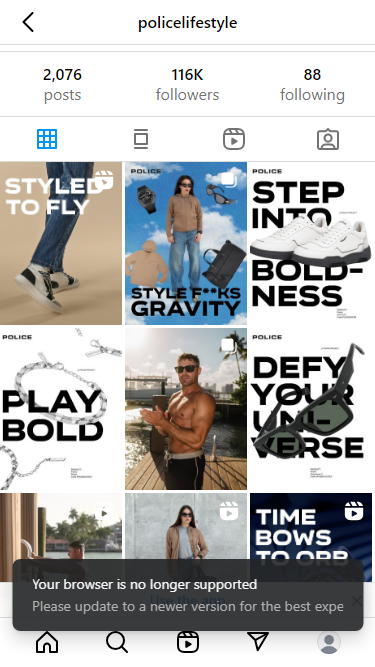 policelifestyle
2,076
posts
116K
followers
88
following
STYLED
TO FLY
POLICE
STYLE F**KS
GRAVITY
POLICE
STEP
INTO
BOLD-
NESS
POLICE
PLAY
BOLD
POLICE
DEFY
YOUR
UNI-
VERSE
TIME
BOWS
TO ORB
Your browser is no longer supported
Please update to a newer version for the best expe